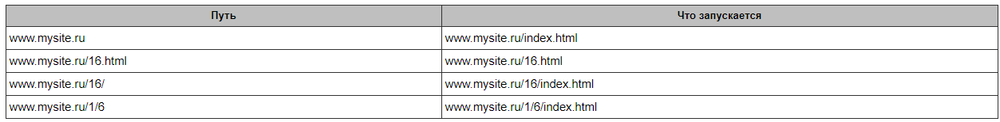 Путь Что запускается
www.mysite.ru www.mysite.ru/index.html
www.mysite.ru/16.html www.mysite.ru/16.html
www.mysite.ru/16/ www.mysite.ru/16/index.html
www.mysite.ru/1/6 www.mysite.ru/1/6/index.html